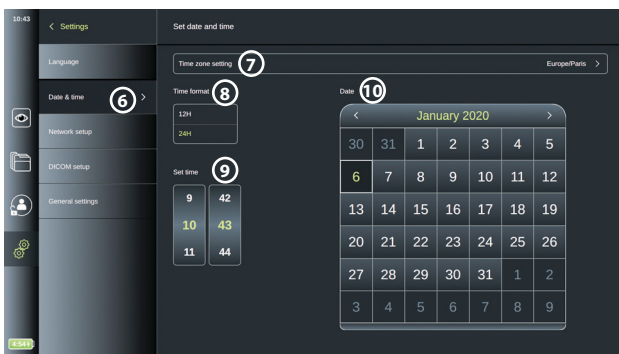 10:43
Settings
Set date and time
Language
Date & time
6
Network setup
DICOM setup
General settings
4:54
Time zone setting
7
Europe/Paris
Time format
8
12H
24H
Set time
9
9 42
10 43
11 44
Date
10
January 2020
30 31 1 2 3 4 5
6 7 8 9 10 11 12
13 14 15 16 17 18 19
20 21 22 23 24 25 26
27 28 29 30 31 1 2
3 4 5 6 7 8 9